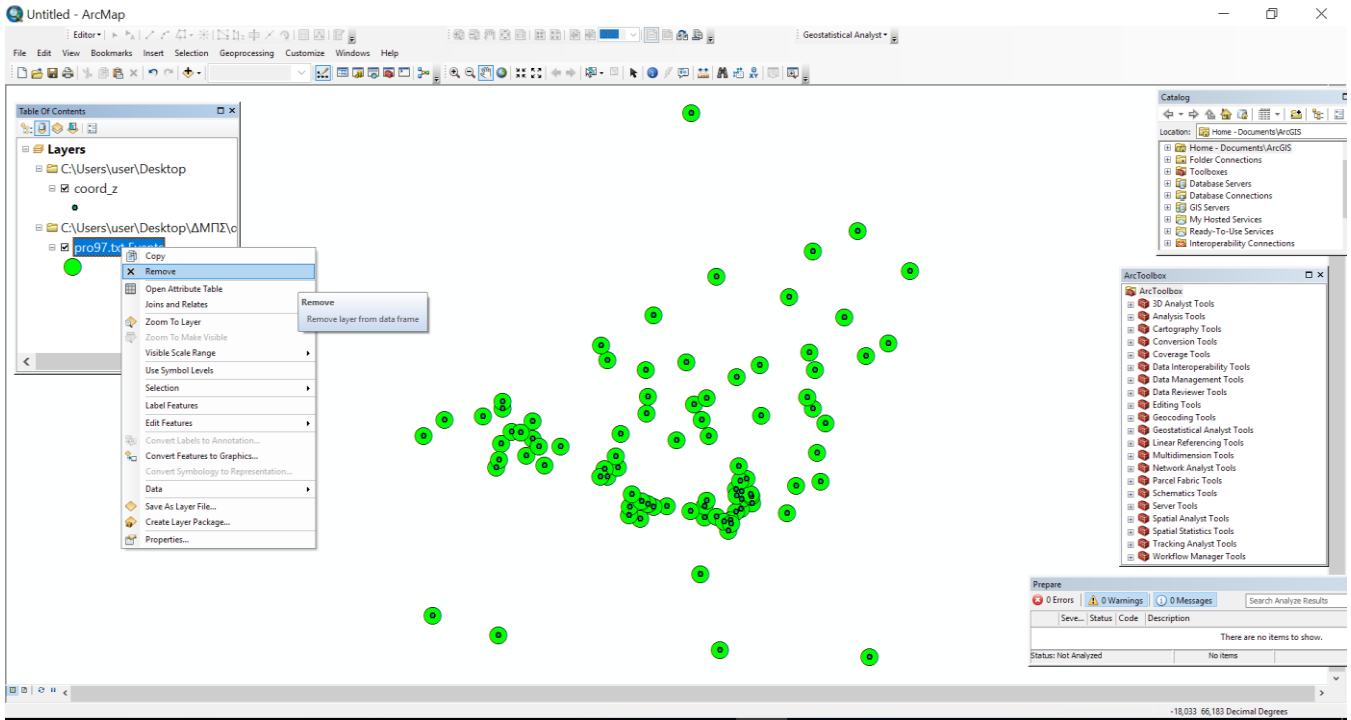 Untitled - ArcMap
Editor
Geostatistical Analyst
File Edit View Bookmarks Insert Selection Geoprocessing Customize Windows Help
Table Of Contents
Layers
C:\Users\user\Desktop
coord_z
C:\Users\user\Desktop\ΔΜΠΣ\c
pro97.txt Events
Copy
Remove
Open Attribute Table
Joins and Relates
Zoom To Layer
Zoom To Make Visible
Visible Scale Range
Use Symbol Levels
Selection
Label Features
Edit Features
Convert Labels to Annotation...
Convert Features to Graphics...
Convert Symbology to Representation...
Data
Save As Layer File...
Create Layer Package...
Properties...
Remove
Remove layer from data frame
Catalog
Location: Home - Documents\ArcGIS
Home - Documents\ArcGIS
Folder Connections
Toolboxes
Database Servers
Database Connections
GIS Servers
My Hosted Services
Ready-To-Use Services
Interoperability Connections
ArcToolbox
ArcToolbox
3D Analyst Tools
Analysis Tools
Cartography Tools
Conversion Tools
Coverage Tools
Data Interoperability Tools
Data Management Tools
Data Reviewer Tools
Editing Tools
Geocoding Tools
Geostatistical Analyst Tools
Linear Referencing Tools
Multidimension Tools
Network Analyst Tools
Parcel Fabric Tools
Schematics Tools
Server Tools
Spatial Analyst Tools
Spatial Statistics Tools
Tracking Analyst Tools
Workflow Manager Tools
Prepare
0 Errors 0 Warnings 0 Messages Search Analyze Results
Seve... Status Code Description
There are no items to show.
Status: Not Analyzed No items
-18,033 66,183 Decimal Degrees